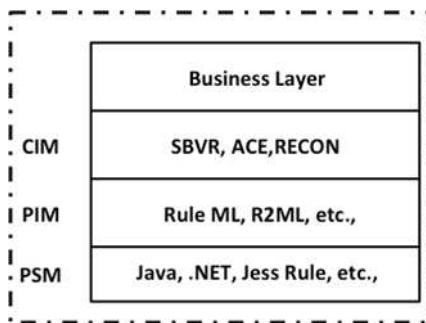 Business Layer
CIM SBVR, ACE,RECON
PIM Rule ML, R2ML, etc.,
PSM Java, .NET, Jess Rule, etc.,